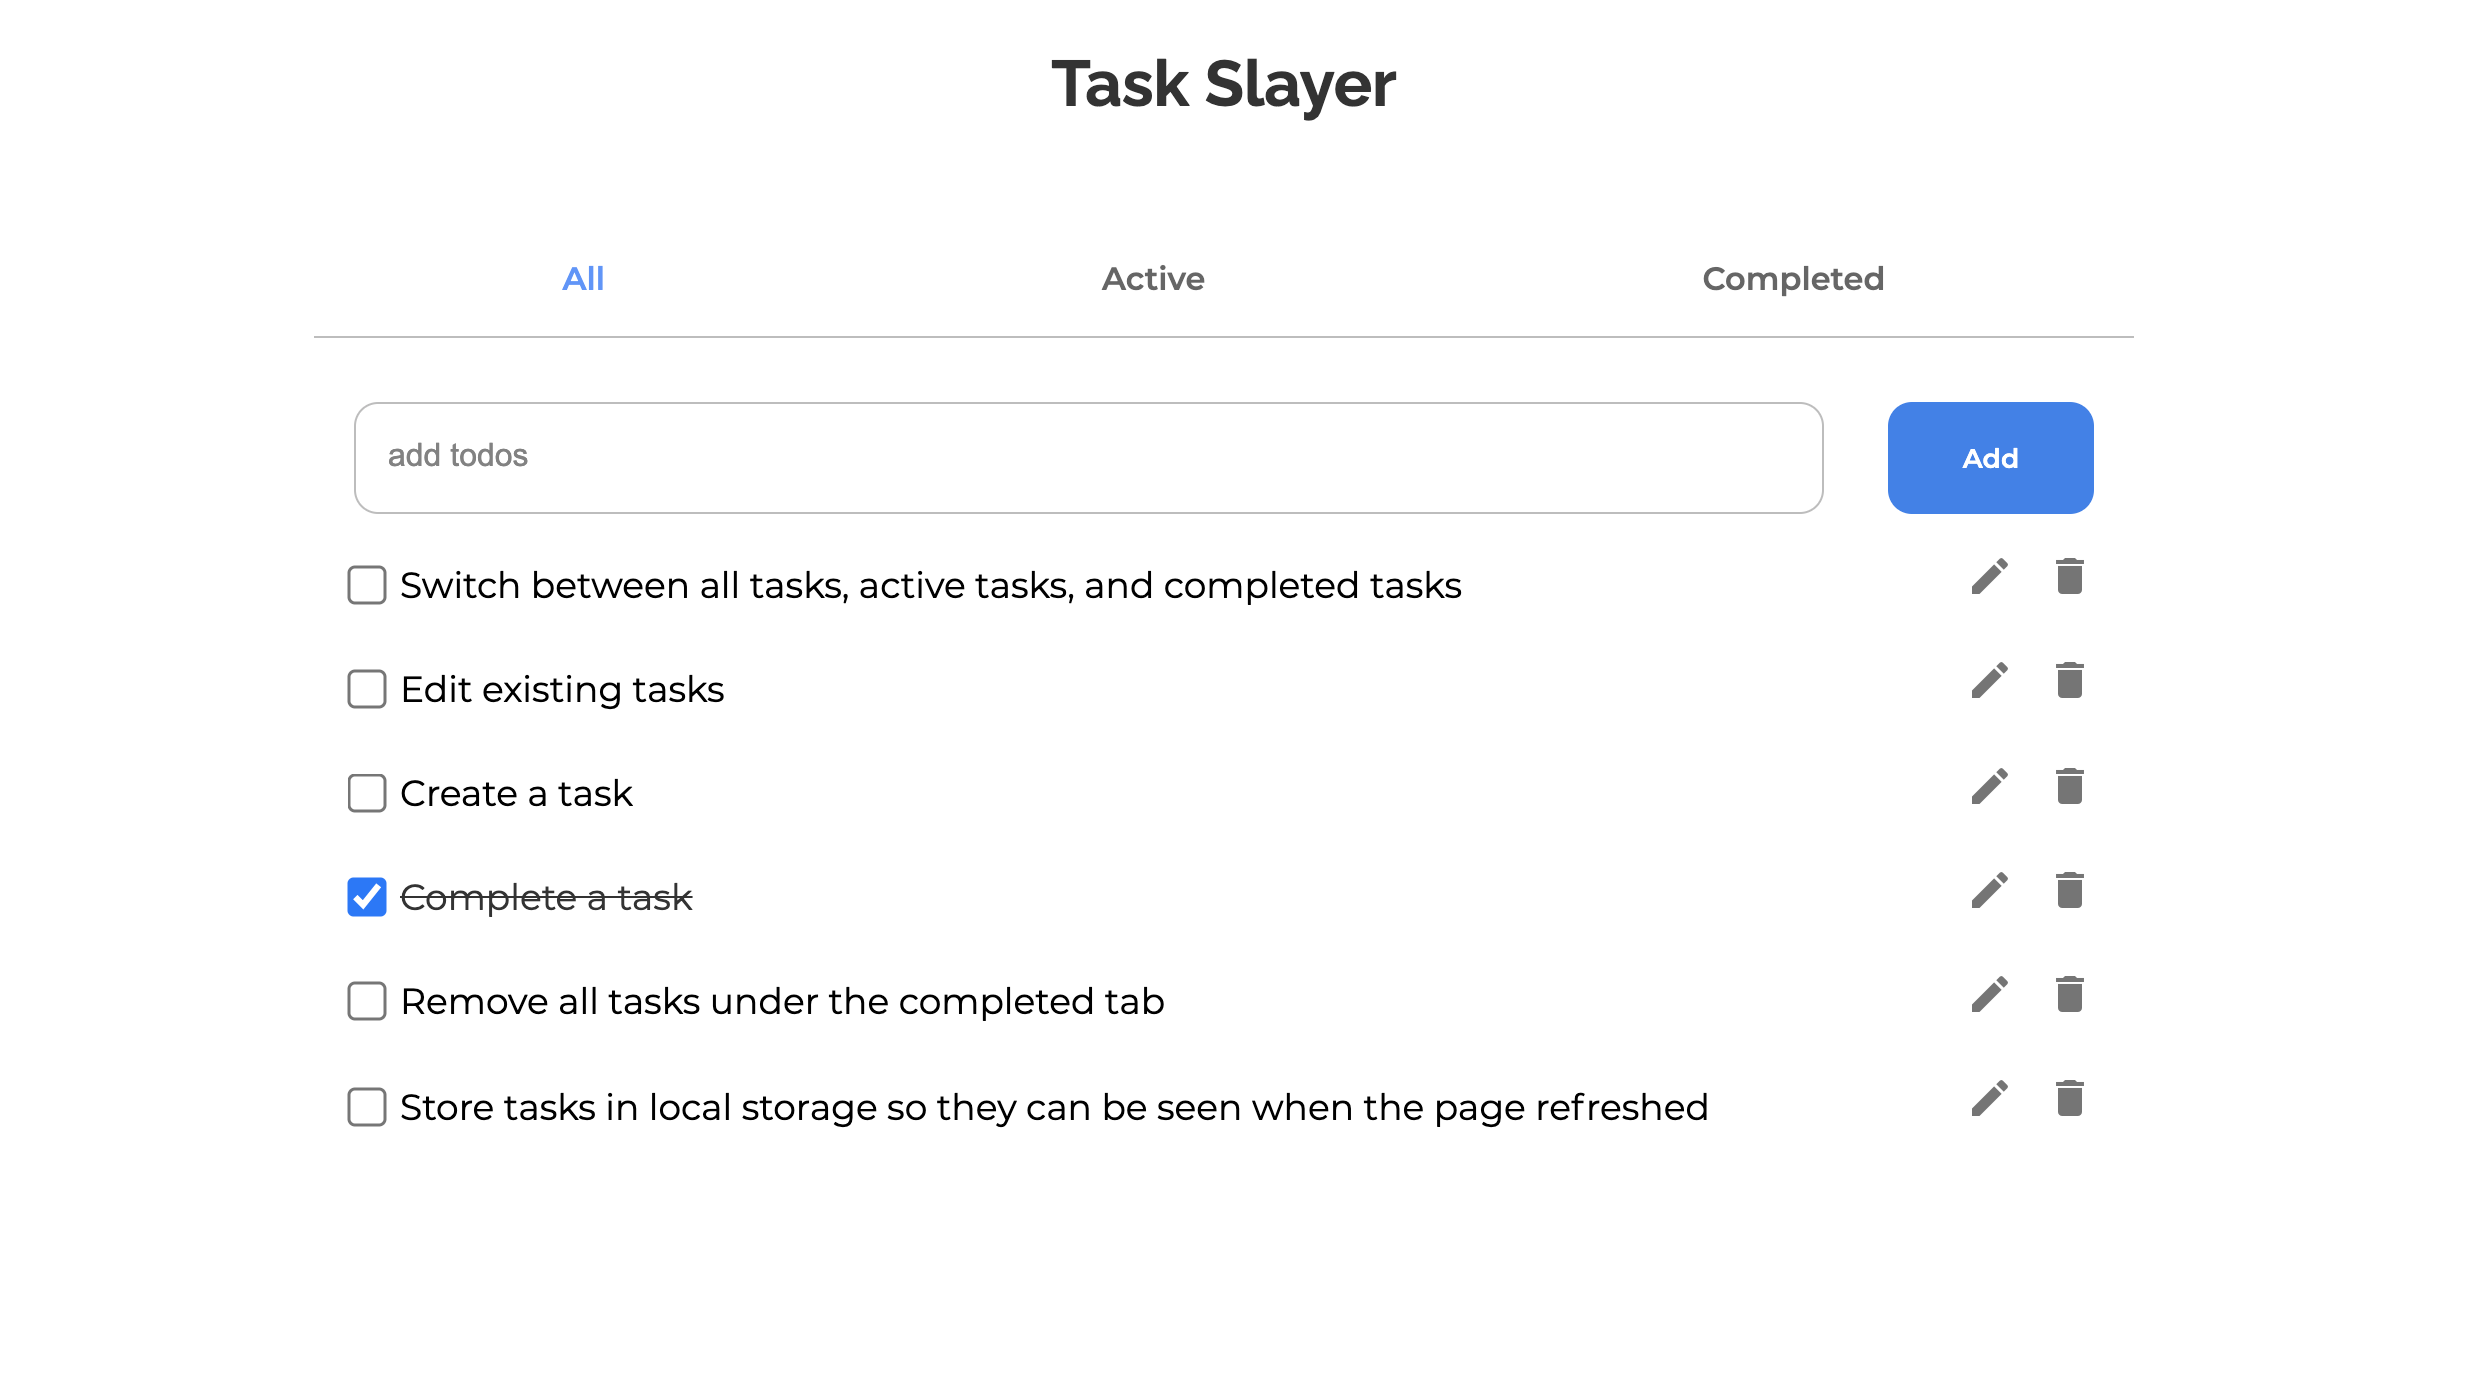 Task Slayer
All
Active
Completed
add todos
Add
Switch between all tasks, active tasks, and completed tasks
Edit existing tasks
Create a task
Complete a task
Remove all tasks under the completed tab
Store tasks in local storage so they can be seen when the page refreshed